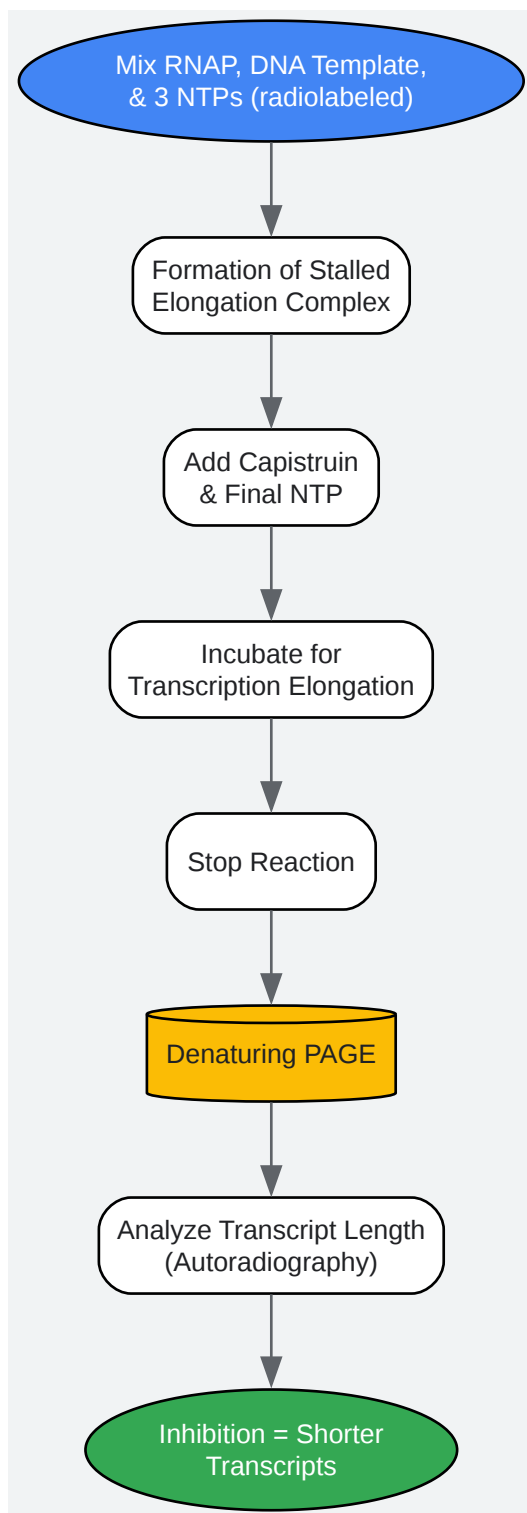 Mix RNAP, DNA Template,
& 3 NTPs (radiolabeled)
Formation of Stalled
Elongation Complex
Add Capistruin
& Final NTP
Incubate for
Transcription Elongation
Stop Reaction
Denaturing PAGE
Analyze Transcript Length
(Autoradiography)
Inhibition = Shorter
Transcripts